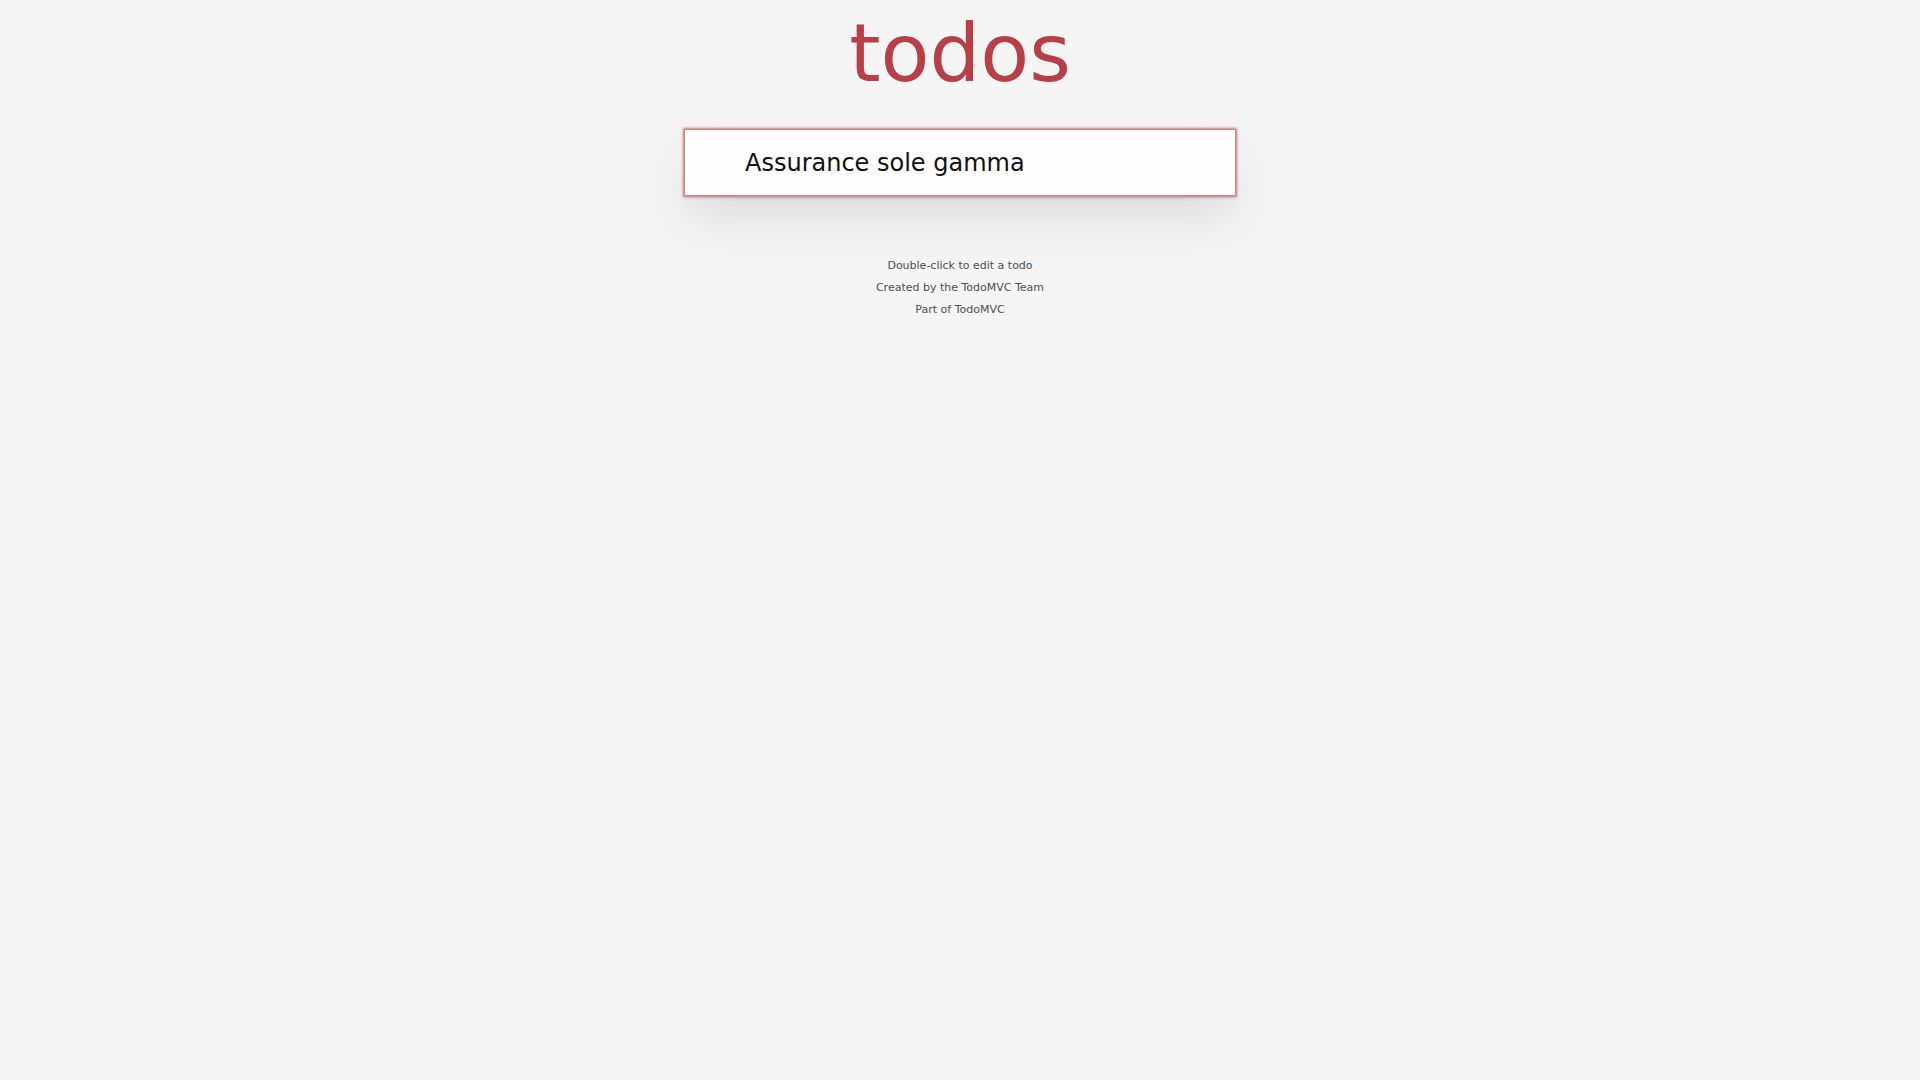 todos
Assurance sole gamma
Double-click to edit a todo
Created by the TodoMVC Team
Part of TodoMVC